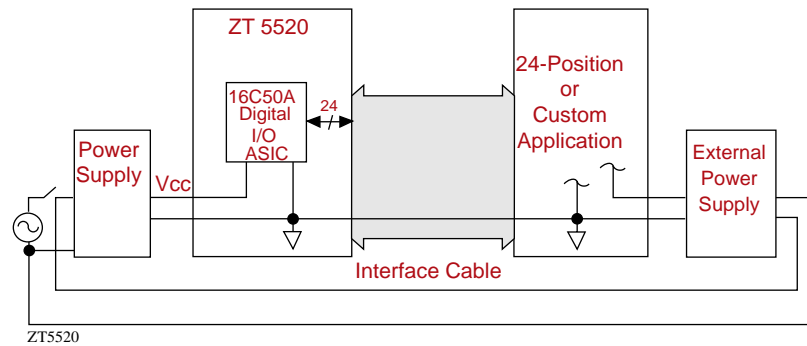 ZT 5520
16C50A
Digital
I/O
ASIC
24
24-Position
or
Custom
Application
Power
Supply
Vcc
External
Power
Supply
Interface Cable
ZT5520